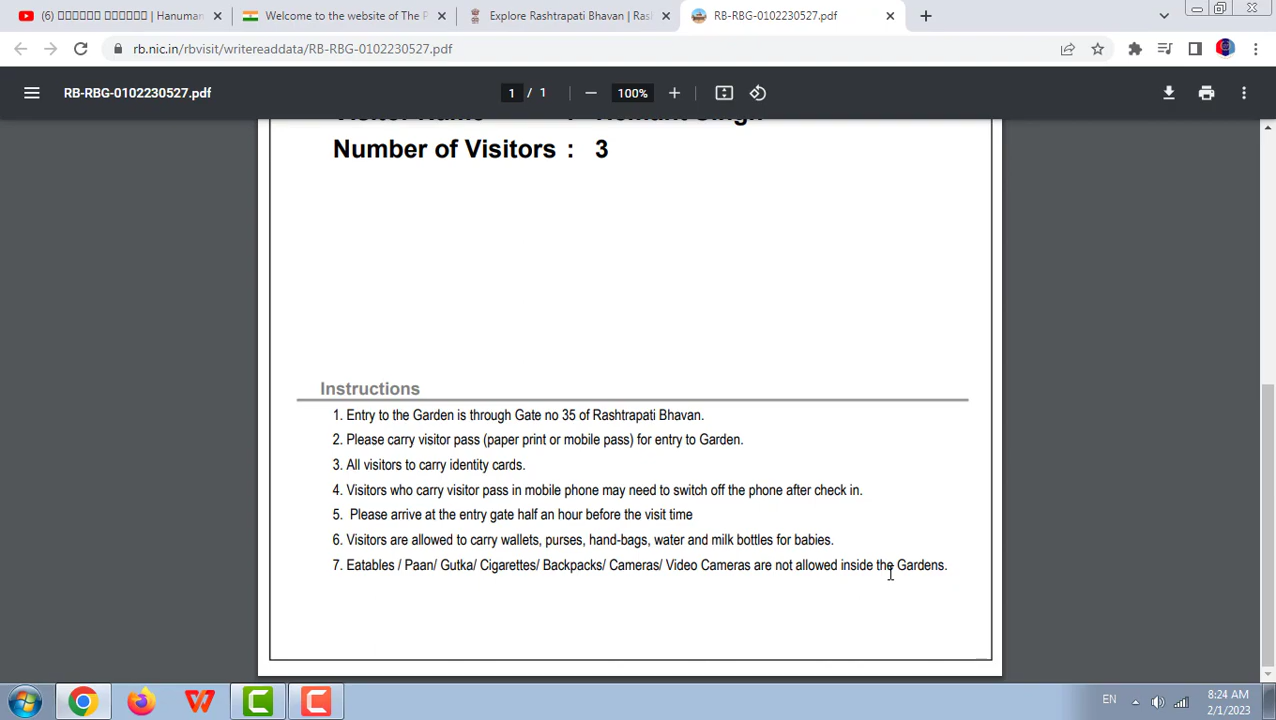 Welcome to the website of The P
Explore Rashtrapati Bhavan | Ras
RB-RBG-0102230527.pdf
rb.nic.in/rbvisit/writereaddata/RB-RBG-0102230527.pdf
RB-RBG-0102230527.pdf
1 / 1
100%
Number of Visitors : 3
Instructions
1. Entry to the Garden is through Gate no 35 of Rashtrapati Bhavan.
2. Please carry visitor pass (paper print or mobile pass) for entry to Garden.
3. All visitors to carry identity cards.
4. Visitors who carry visitor pass in mobile phone may need to switch off the phone after check in.
5. Please arrive at the entry gate half an hour before the visit time
6. Visitors are allowed to carry wallets, purses, hand-bags, water and milk bottles for babies.
7. Eatables / Paan/ Gutka/ Cigarettes/ Backpacks/ Cameras/ Video Cameras are not allowed inside the Gardens.
EN
8:24 AM
2/1/2023